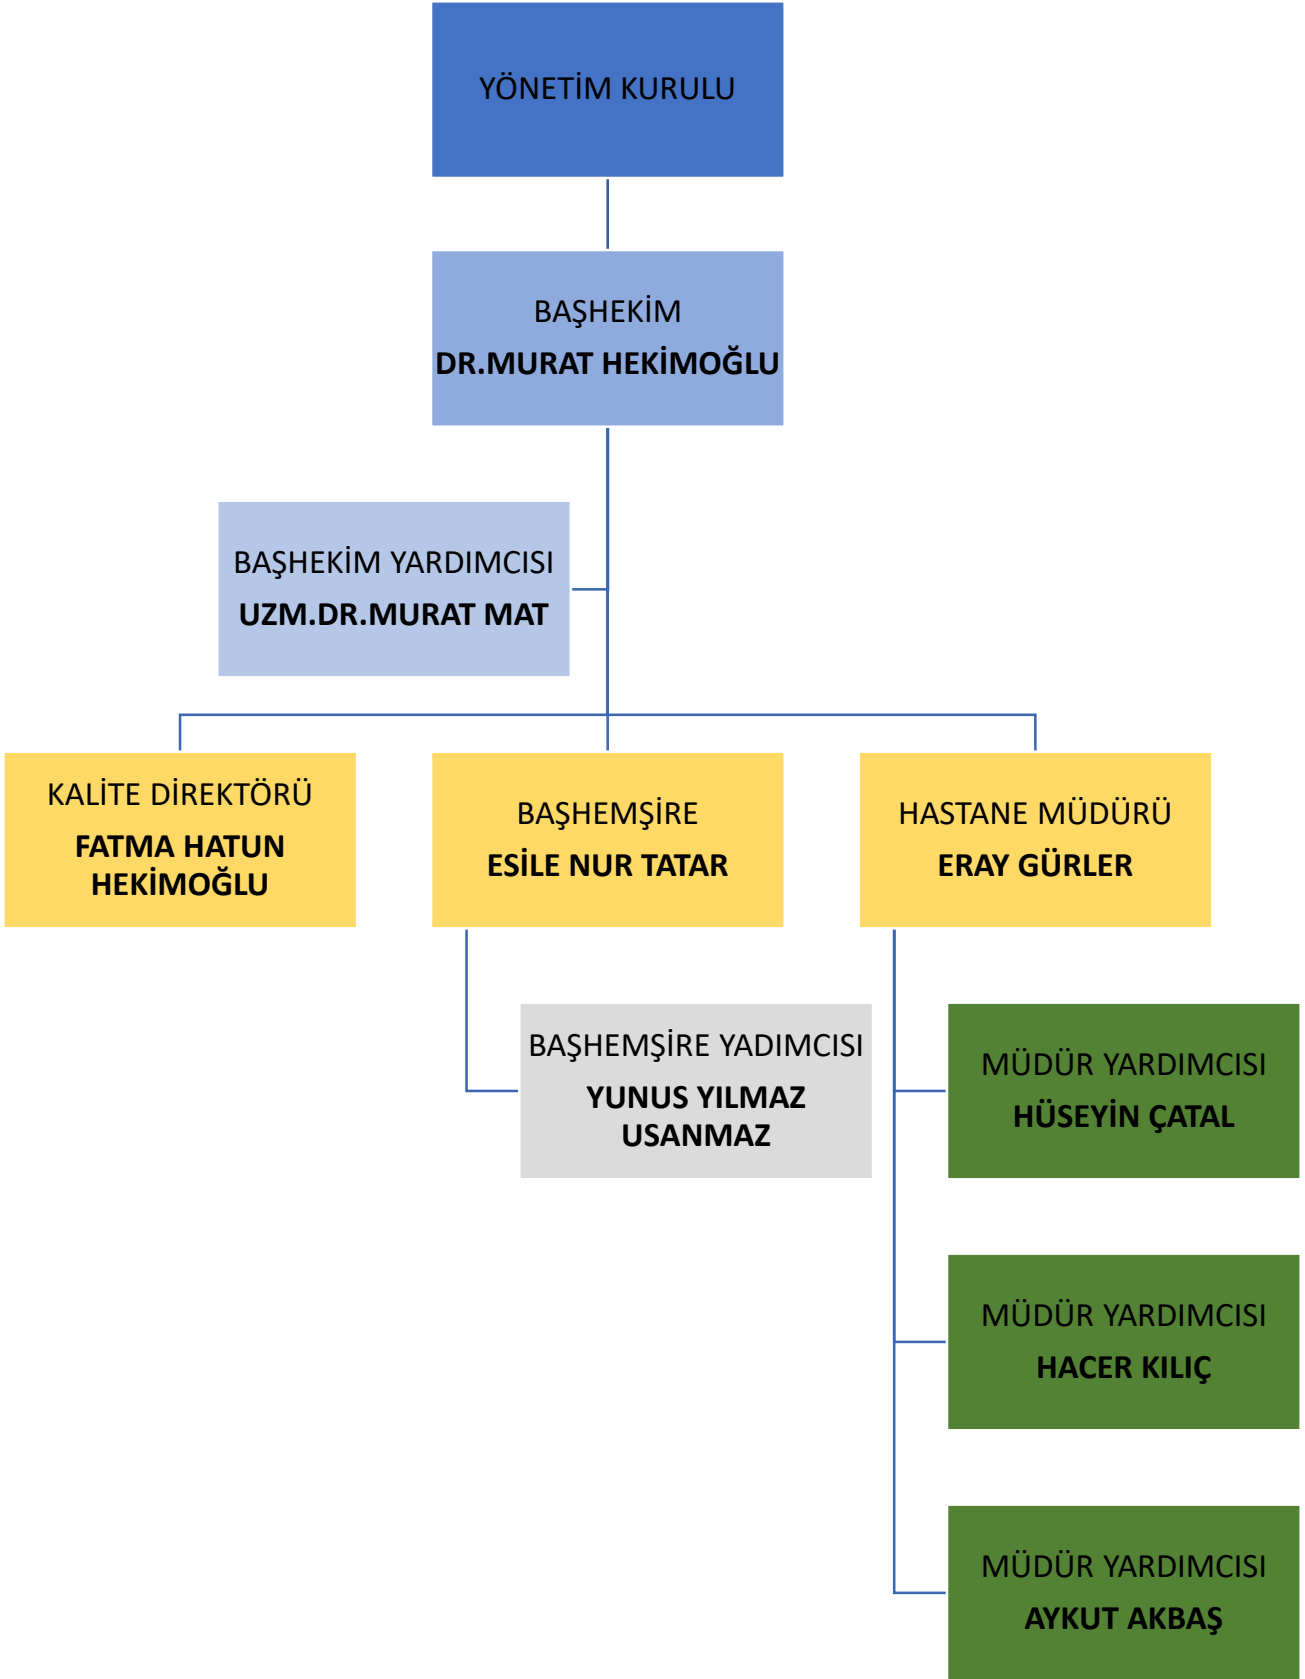 YÖNETİM KURULU
BAŞHEKİM
DR.MURAT HEKİMOĞLU
BAŞHEKİM YARDIMCISI
UZM.DR.MURAT MAT
KALİTE DİREKTÖRÜ
FATMA HATUN
HEKİMOĞLU
BAŞHEMŞİRE
ESİLE NUR TATAR
HASTANE MÜDÜRÜ
ERAY GÜRLER
BAŞHEMŞİRE YADIMCISI
YUNUS YILMAZ
USANMAZ
MÜDÜR YARDIMCISI
HÜSEYİN ÇATAL
MÜDÜR YARDIMCISI
HACER KILIÇ
MÜDÜR YARDIMCISI
AYKUT AKBAŞ